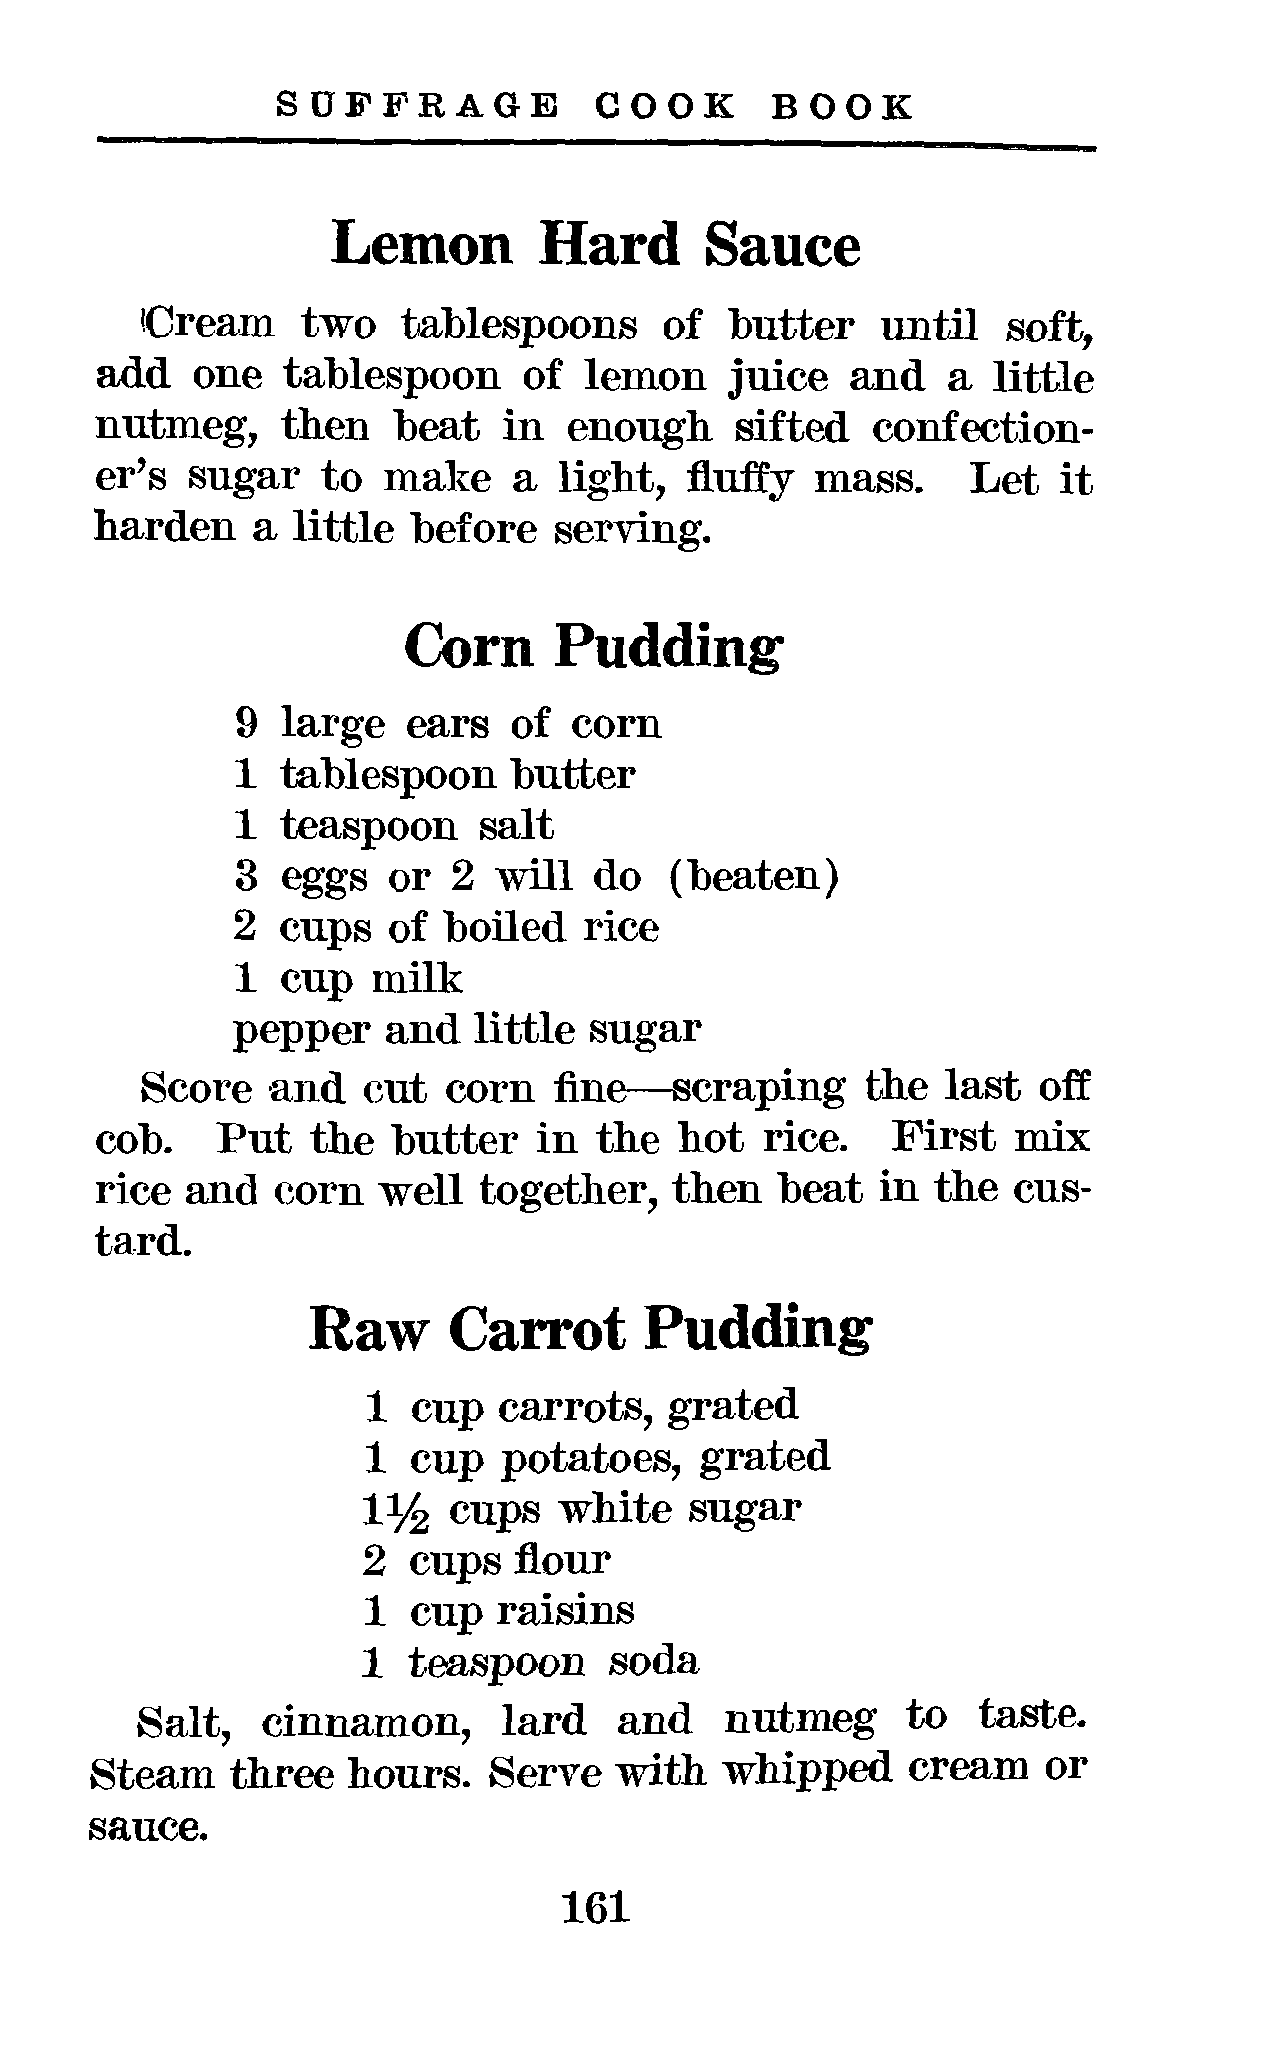 SUFFRAGE COOK BOOK
Lemon Hard Sauce
Cream two tablespoons of butter until soft,
add one tablespoon of lemon juice and a little
nutmeg, then beat in enough sifted confection-
er's sugar to make a light, fluffy mass. Let it
harden a little before serving.
Corn Pudding
9 large ears of corn
1 tablespoon butter
1 teaspoon salt
3 eggs or 2 will do (beaten)
2 cups of boiled rice
1 cup milk
pepper and little sugar
Score and cut corn fine—scraping the last off
cob. Put the butter in the hot rice. First mix
rice and corn well together, then beat in the cus-
tard.
Raw Carrot Pudding
1 cup carrots, grated
1 cup potatoes, grated
1½ cups white sugar
2 cups flour
1 cup raisins
1 teaspoon soda
Salt, cinnamon, lard and nutmeg to taste.
Steam three hours. Serve with whipped cream or
sauce.
161